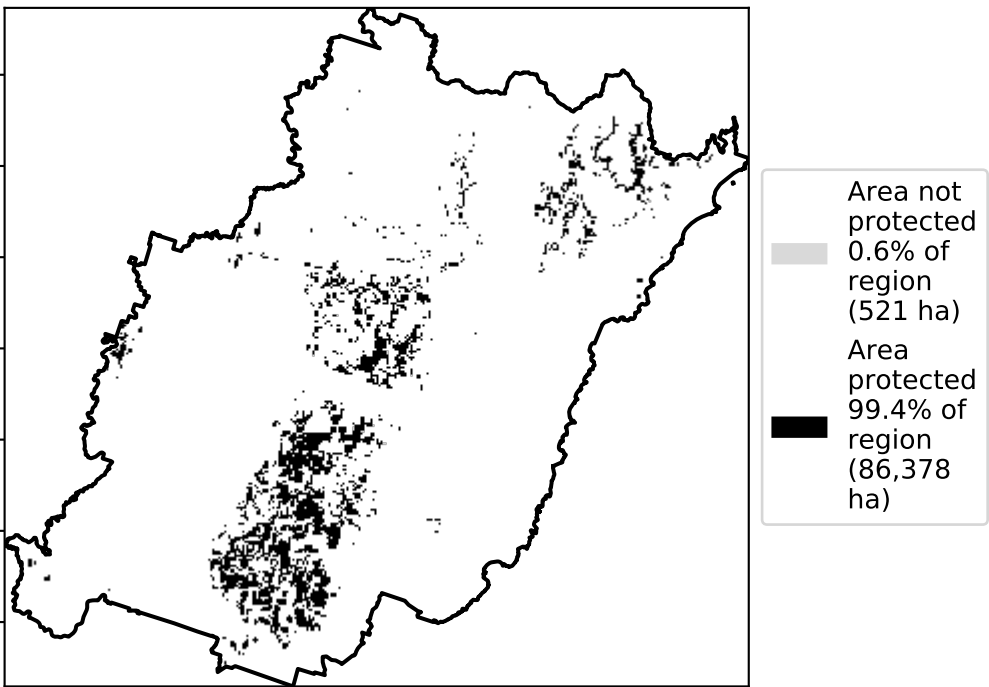 Area not
protected
0.6% of
region
(521 ha)
Area
protected
99.4% of
region
(86,378
ha)